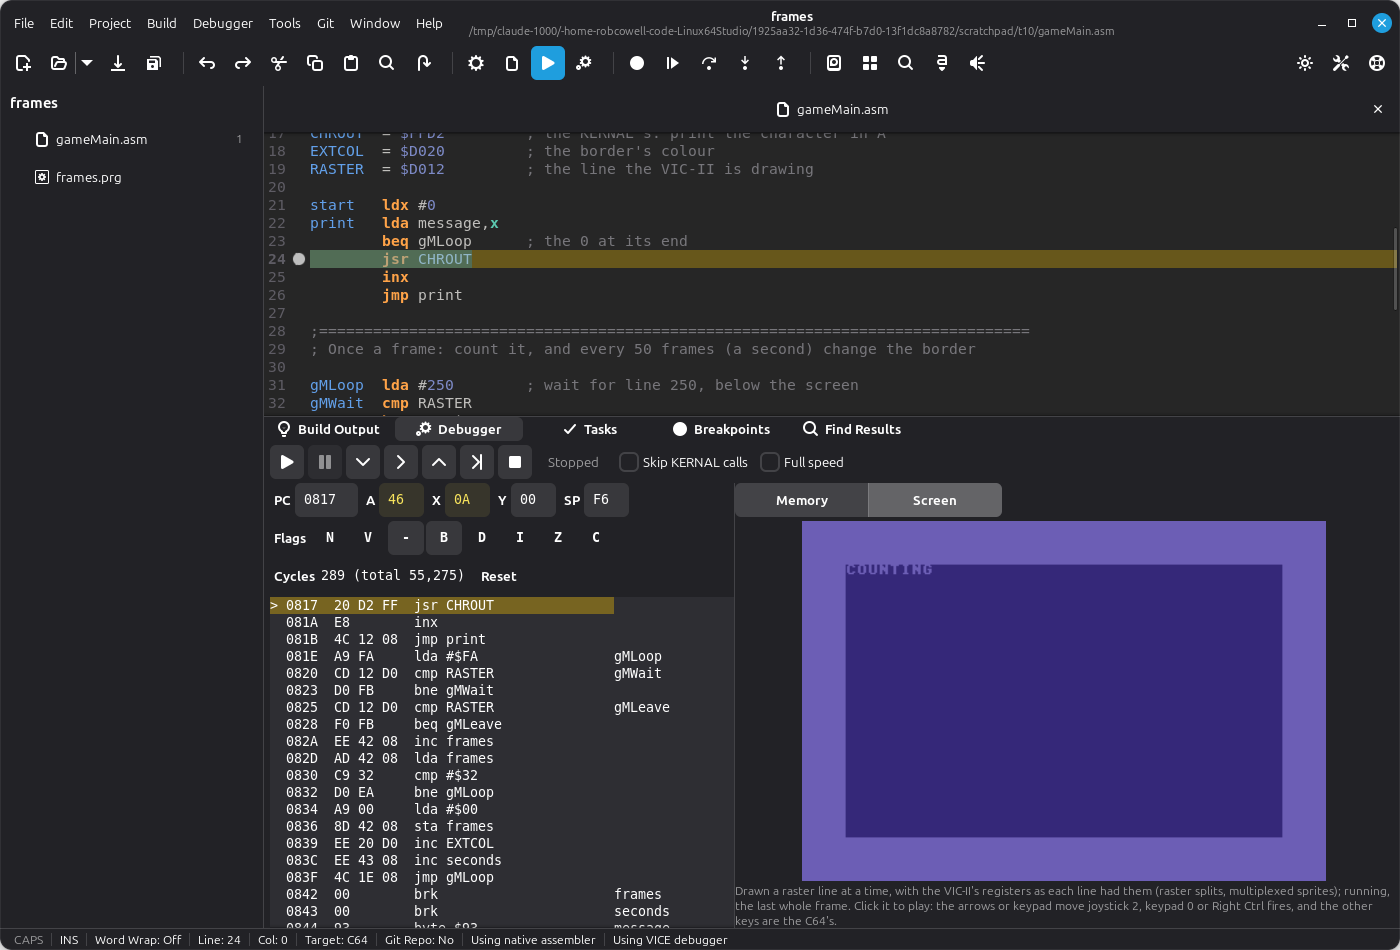 frames
File Edit Project Build Debugger Tools Git Window Help
/tmp/claude-1000/-home-robcowell-code-Linux64Studio/1925aa32-1d36-474f-b7d0-13f1dc8a8782/scratchpad/t10/gameMain.asm
frames
gameMain.asm 1
frames.prg
gameMain.asm
17 CHROUT = $FFD2 ; the KERNAL's: print the character in A
18 EXTCOL = $D020 ; the border's colour
19 RASTER = $D012 ; the line the VIC-II is drawing
20
21 start ldx #0
22 print lda message,x
23 beq gMLoop ; the 0 at its end
24 jsr CHROUT
25 inx
26 jmp print
27
28 ;===============================================================================
29 ; Once a frame: count it, and every 50 frames (a second) change the border
30
31 gMLoop lda #250 ; wait for line 250, below the screen
32 gMWait cmp RASTER
Build Output Debugger Tasks Breakpoints Find Results
Stopped Skip KERNAL calls Full speed
PC 0817 A 46 X 0A Y 00 SP F6
Flags N V - B D I Z C
Cycles 289 (total 55,275) Reset
> 0817 20 D2 FF jsr CHROUT
081A E8 inx
081B 4C 12 08 jmp print
081E A9 FA lda #$FA gMLoop
0820 CD 12 D0 cmp RASTER gMWait
0823 D0 FB bne gMWait
0825 CD 12 D0 cmp RASTER gMLeave
0828 F0 FB beq gMLeave
082A EE 42 08 inc frames
082D AD 42 08 lda frames
0830 C9 32 cmp #$32
0832 D0 EA bne gMLoop
0834 A9 00 lda #$00
0836 8D 42 08 sta frames
0839 EE 20 D0 inc EXTCOL
083C EE 43 08 inc seconds
083F 4C 1E 08 jmp gMLoop
0842 00 brk frames
0843 00 brk seconds
0844 93 byte $93 message
Memory Screen
COUNTING
Drawn a raster line at a time, with the VIC-II's registers as each line had them (raster splits, multiplexed sprites); running,
the last whole frame. Click it to play: the arrows or keypad move joystick 2, keypad 0 or Right Ctrl fires, and the other
keys are the C64's.
CAPS INS Word Wrap: Off Line: 24 Col: 0 Target: C64 Git Repo: No Using native assembler Using VICE debugger